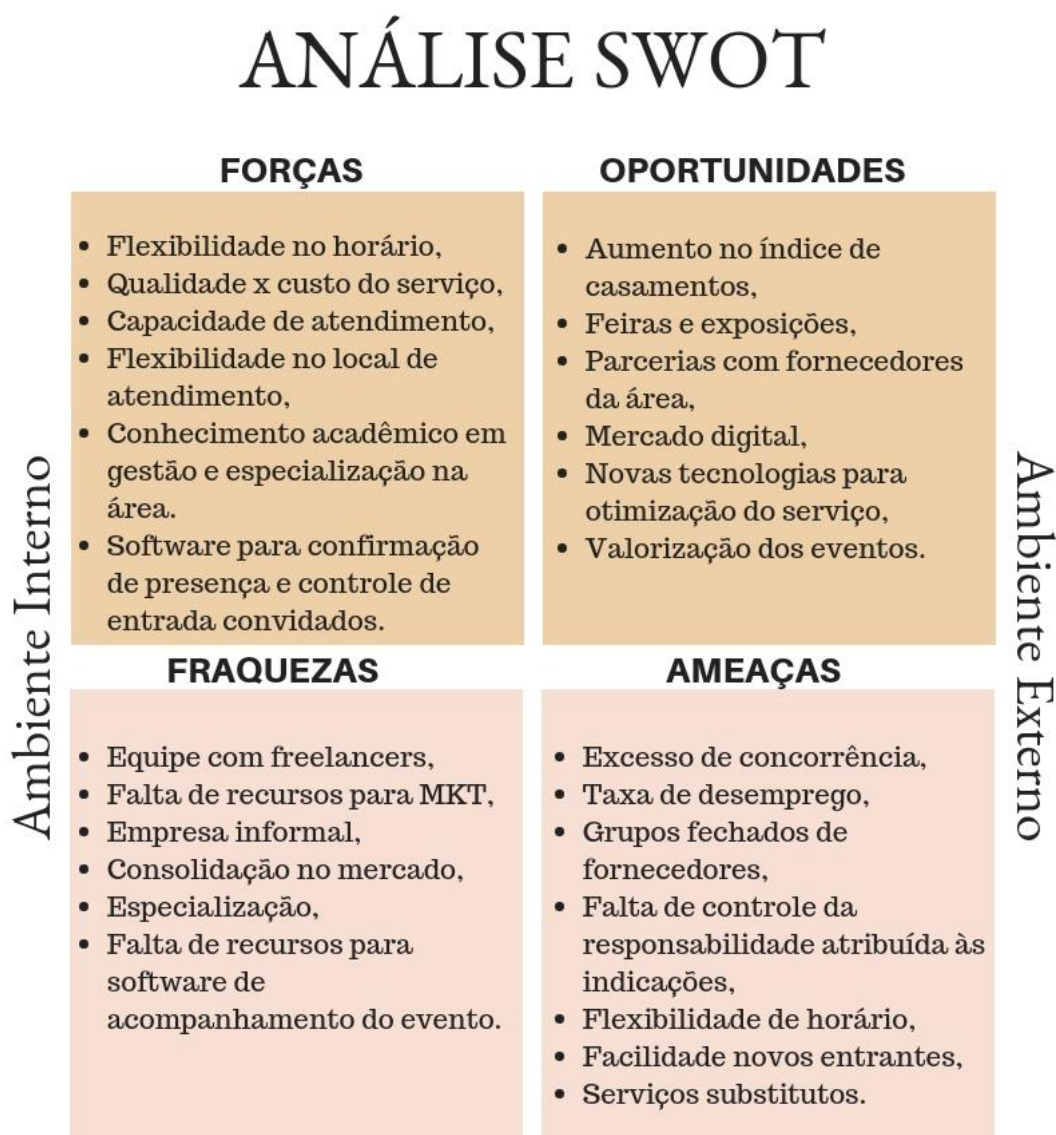 ANÁLISE SWOT
FORÇAS
• Flexibilidade no horário,
• Qualidade x custo do serviço,
• Capacidade de atendimento,
• Flexibilidade no local de
atendimento,
• Conhecimento acadêmico em
gestão e especialização na
área.
• Software para confirmação
de presença e controle de
entrada convidados.
OPORTUNIDADES
• Aumento no índice de
casamentos,
• Feiras e exposições,
• Parcerias com fornecedores
da área,
• Mercado digital,
• Novas tecnologias para
otimização do serviço,
• Valorização dos eventos.
Ambiente Interno
Ambiente Externo
FRAQUEZAS
• Equipe com freelancers,
• Falta de recursos para MKT,
• Empresa informal,
• Consolidação no mercado,
• Especialização,
• Falta de recursos para
software de
acompanhamento do evento.
AMEAÇAS
• Excesso de concorrência,
• Taxa de desemprego,
• Grupos fechados de
fornecedores,
• Falta de controle da
responsabilidade atribuída às
indicações,
• Flexibilidade de horário,
• Facilidade novos entrantes,
• Serviços substitutos.